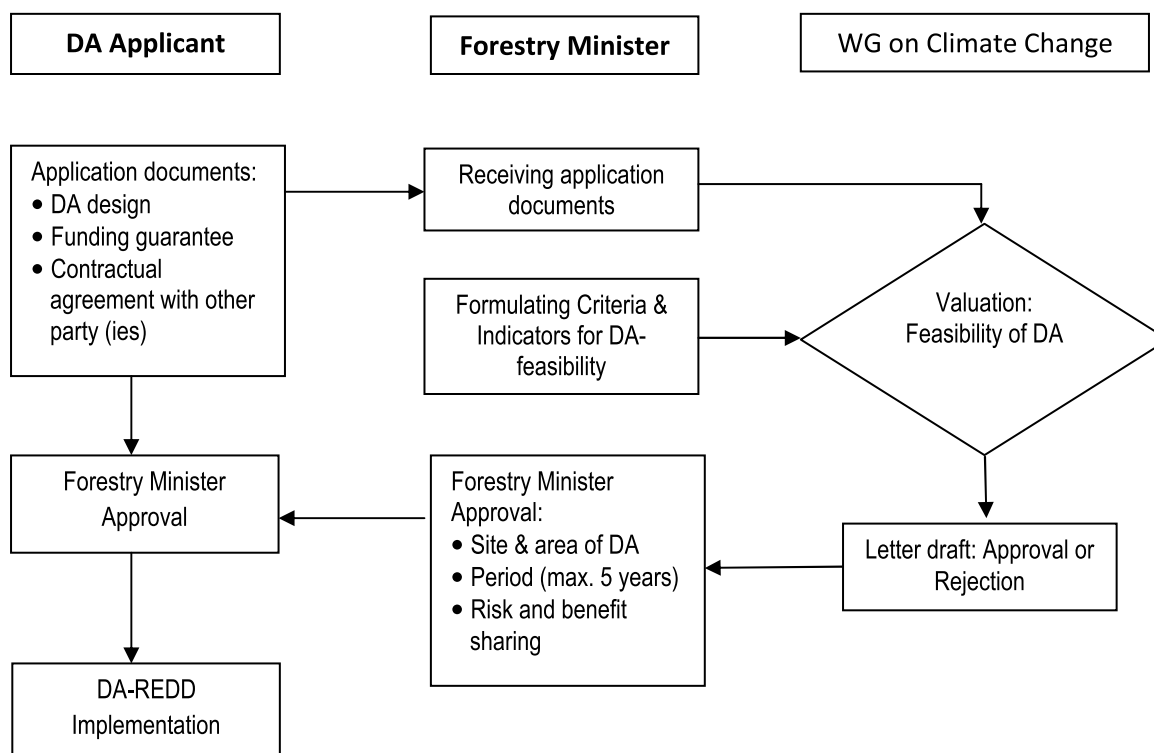 DA Applicant
Forestry Minister
WG on Climate Change
Application documents:
• DA design
• Funding guarantee
• Contractual
agreement with other
party (ies)
Receiving application
documents
Formulating Criteria &
Indicators for DA-
feasibility
Valuation:
Feasibility of DA
Forestry Minister
Approval
Forestry Minister
Approval:
• Site & area of DA
• Period (max. 5 years)
• Risk and benefit
sharing
Letter draft: Approval or
Rejection
DA-REDD
Implementation